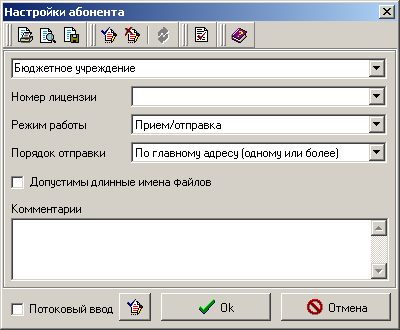 Настройки абонента
Бюджетное учреждение
Номер лицензии
Режим работы Прием/отправка
Порядок отправки По главному адресу (одному или более)
Допустимы длинные имена файлов
Комментарии
Потоковый ввод Ok Отмена